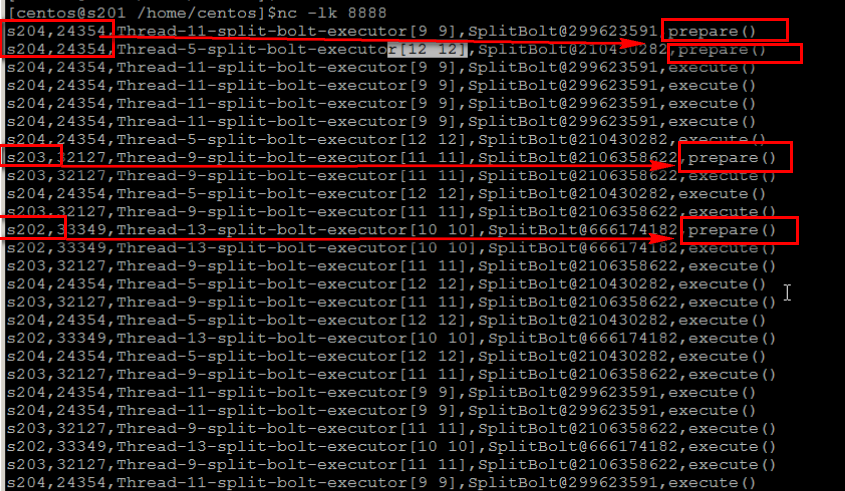 [centos@s201 /home/centos]$nc -lk 8888
s204,24354,Thread-11-split-bolt-executor[9 9],SplitBolt@299623591,prepare()
s204,24354,Thread-5-split-bolt-executor[12 12],SplitBolt@210430282,prepare()
s204,24354,Thread-11-split-bolt-executor[9 9],SplitBolt@299623591,execute()
s204,24354,Thread-11-split-bolt-executor[9 9],SplitBolt@299623591,execute()
s204,24354,Thread-11-split-bolt-executor[9 9],SplitBolt@299623591,execute()
s204,24354,Thread-11-split-bolt-executor[9 9],SplitBolt@299623591,execute()
s204,24354,Thread-5-split-bolt-executor[12 12],SplitBolt@210430282,execute()
s203,32127,Thread-9-split-bolt-executor[11 11],SplitBolt@2106358622,prepare()
s203,32127,Thread-9-split-bolt-executor[11 11],SplitBolt@2106358622,execute()
s204,24354,Thread-5-split-bolt-executor[12 12],SplitBolt@210430282,execute()
s203,32127,Thread-9-split-bolt-executor[11 11],SplitBolt@2106358622,execute()
s202,33349,Thread-13-split-bolt-executor[10 10],SplitBolt@666174182,prepare()
s202,33349,Thread-13-split-bolt-executor[10 10],SplitBolt@666174182,execute()
s203,32127,Thread-9-split-bolt-executor[11 11],SplitBolt@2106358622,execute()
s204,24354,Thread-5-split-bolt-executor[12 12],SplitBolt@210430282,execute()
s203,32127,Thread-9-split-bolt-executor[11 11],SplitBolt@2106358622,execute()
s204,24354,Thread-5-split-bolt-executor[12 12],SplitBolt@210430282,execute()
s202,33349,Thread-13-split-bolt-executor[10 10],SplitBolt@666174182,execute()
s204,24354,Thread-5-split-bolt-executor[12 12],SplitBolt@210430282,execute()
s203,32127,Thread-9-split-bolt-executor[11 11],SplitBolt@2106358622,execute()
s204,24354,Thread-11-split-bolt-executor[9 9],SplitBolt@299623591,execute()
s204,24354,Thread-11-split-bolt-executor[9 9],SplitBolt@299623591,execute()
s203,32127,Thread-9-split-bolt-executor[11 11],SplitBolt@2106358622,execute()
s202,33349,Thread-13-split-bolt-executor[10 10],SplitBolt@666174182,execute()
s203,32127,Thread-9-split-bolt-executor[11 11],SplitBolt@2106358622,execute()
s204,24354,Thread-11-split-bolt-executor[9 9],SplitBolt@299623591,execute()